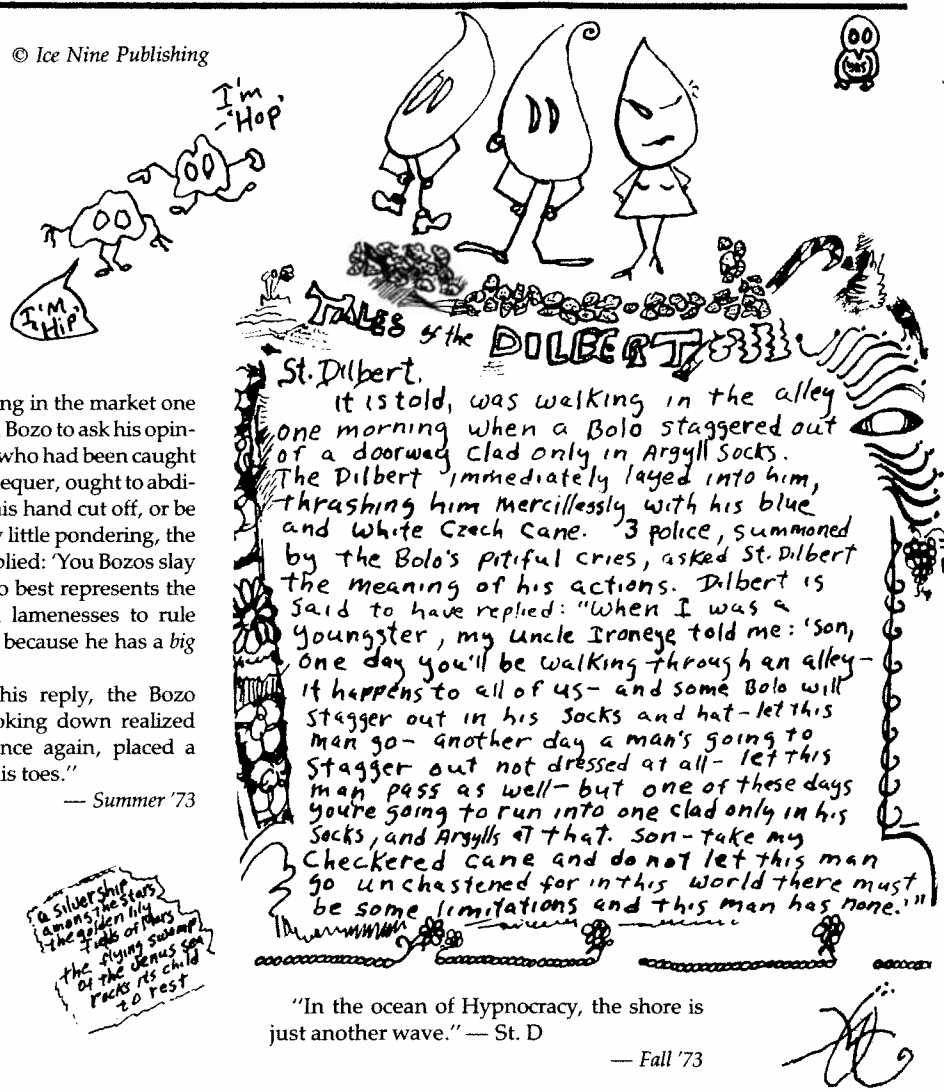 © Ice Nine Publishing
I'm
'Hop'
I'M
Hip'
yes
TALES of the DILBERT
St. Dilbert,
it is told, was walking in the alley
one morning when a Bolo staggered out
of a doorway clad only in Argyll Socks.
The Dilbert immediately layed into him,
thrashing him mercillessly with his blue
and white Czech cane. 3 police, summoned
by the Bolo's pitiful cries, asked St. Dilbert
the meaning of his actions. Dilbert is
said to have replied: "When I was a
youngster, my uncle Ironeye told me: 'Son,
one day you'll be walking through an alley-
it happens to all of us- and some Bolo will
stagger out in his socks and hat- let this
man go- another day a man's going to
stagger out not dressed at all- let this
man pass as well- but one of these days
you're going to run into one clad only in his
socks, and Argylls at that. Son- take my
checkered cane and do not let this man
go unchastened for in this world there must
be some limitations and this man has none.'"
ng in the market one
Bozo to ask his opin-
who had been caught
equer, ought to abdi-
is hand cut off, or be
little pondering, the
plied: 'You Bozos slay
o best represents the
lamenesses to rule
because he has a big
his reply, the Bozo
oking down realized
nce again, placed a
is toes."
— Summer '73
a silver ship
among the stars
the golden lily
fields of Mars
the flying swamp
of the Venus sea
rocks its child
to rest
"In the ocean of Hypnocracy, the shore is
just another wave." — St. D
— Fall '73